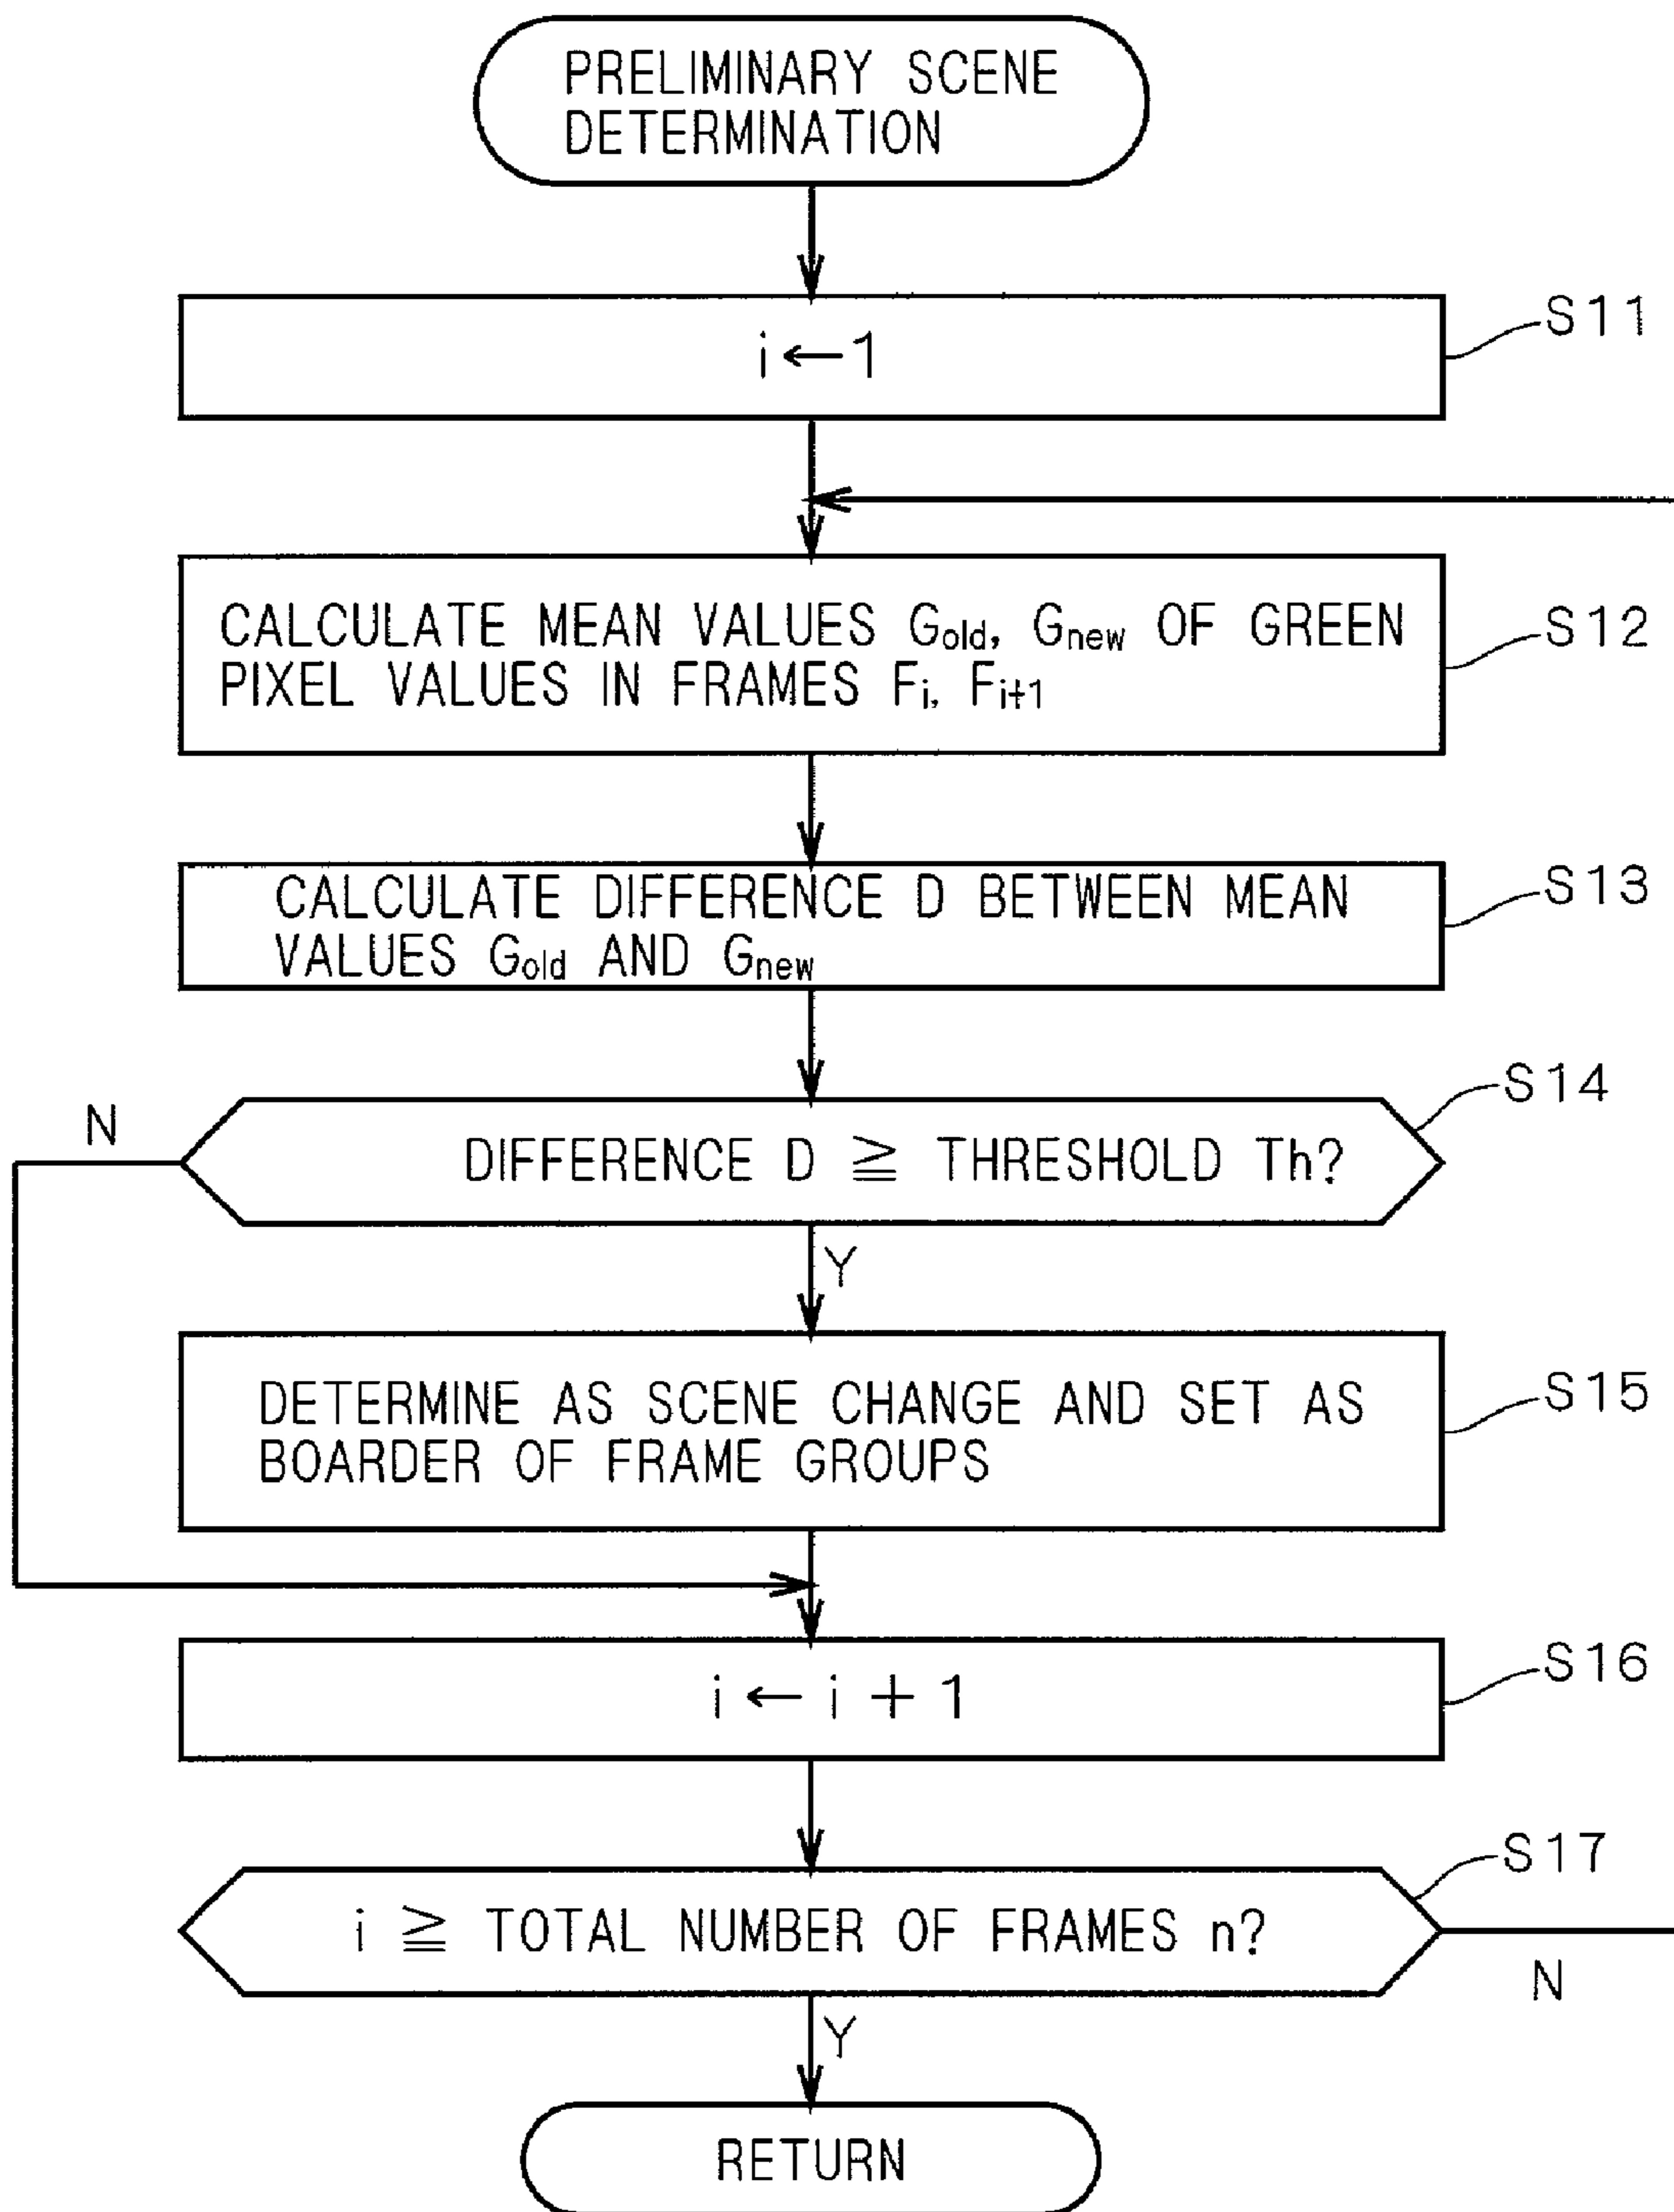 PRELIMINARY SCENE
DETERMINATION
i←1
S11
CALCULATE MEAN VALUES Gold, Gnew OF GREEN
PIXEL VALUES IN FRAMES Fi, Fi+1
S12
CALCULATE DIFFERENCE D BETWEEN MEAN
VALUES Gold AND Gnew
S13
DIFFERENCE D ≧ THRESHOLD Th?
S14
N
Y
DETERMINE AS SCENE CHANGE AND SET AS
BOARDER OF FRAME GROUPS
S15
i ← i + 1
S16
i ≧ TOTAL NUMBER OF FRAMES n?
S17
N
Y
RETURN